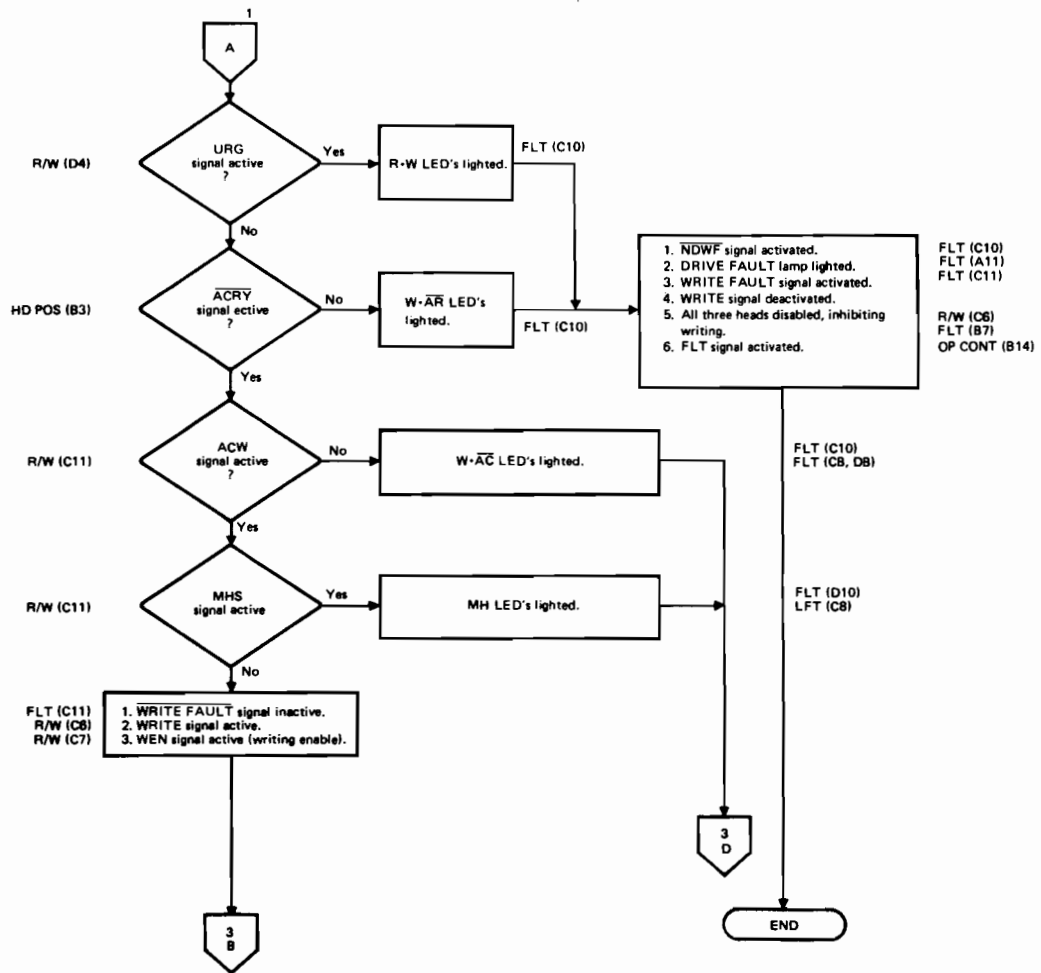 1
A
URG
signal active
?
R/W (D4)
Yes
R•W LED's lighted.
FLT (C10)
No
ACRY
signal ective
?
HD POS (B3)
No
W•AR LED's
lighted.
FLT (C10)
1. NDWF signal activated.
2. DRIVE FAULT lamp lighted.
3. WRITE FAULT signal activated.
4. WRITE signal deactivated.
5. All three heads disabled, inhibiting
writing.
6. FLT signal activated.
FLT (C10)
FLT (A11)
FLT (C11)
R/W (C6)
FLT (B7)
OP CONT (B14)
Yes
ACW
signal active
?
R/W (C11)
No
W•AC LED's lighted.
FLT (C10)
FLT (CB, DB)
Yes
MHS
signal active
R/W (C11)
Yes
MH LED's lighted.
FLT (D10)
LFT (C8)
No
FLT (C11)
R/W (C6)
R/W (C7)
1. WRITE FAULT signal inactive.
2. WRITE signal active.
3. WEN signal active (writing enable).
3
D
END
3
B